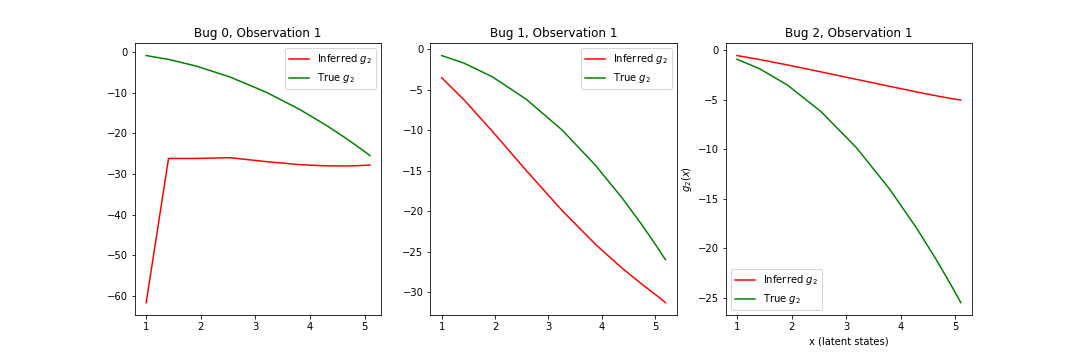 Bug 0, Observation 1
0
−10
−20
−30
−40
−50
−60
1 2 3 4 5
Inferred g₂
True g₂
Bug 1, Observation 1
0
−5
−10
−15
−20
−25
−30
1 2 3 4 5
Inferred g₂
True g₂
Bug 2, Observation 1
g₂(x)
0
−5
−10
−15
−20
−25
Inferred g₂
True g₂
1 2 3 4 5
x (latent states)